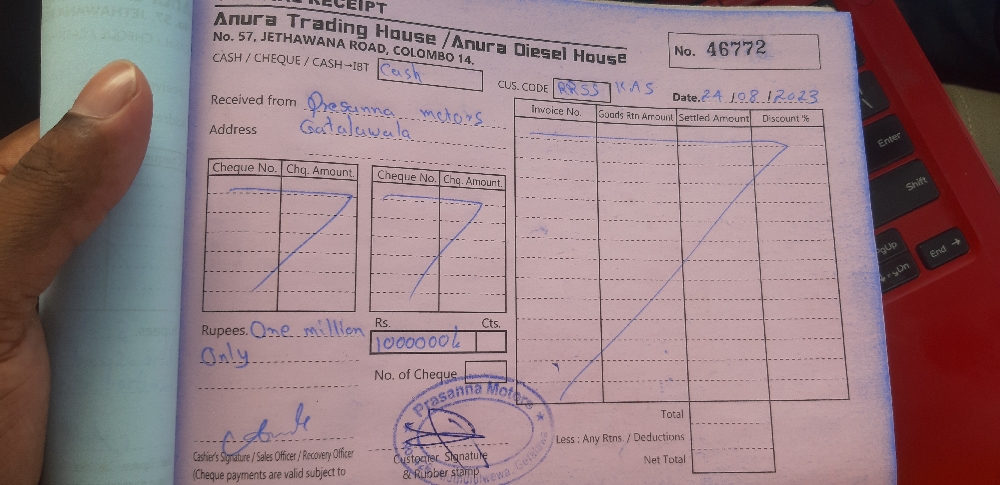 RECEIPT
Anura Trading House / Anura Diesel House
No. 57, JETHAWANA ROAD, COLOMBO 14.
No. 46772
CASH / CHEQUE / CASH→IBT Cash
CUS. CODE RRSS KAS
Date. 24/08/2023
Received from Prasanna motors
Address Gatalawala
Cheque No. Chq. Amount.
Cheque No. Chq. Amount.
Invoice No. Goods Rtn Amount Settled Amount Discount %
Rupees. One million
Only
Rs. Cts.
1000000/-
No. of Cheque
Prasanna Motors
Total
Less : Any Rtns. / Deductions
Net Total
Cashier's Signature / Sales Officer / Recovery Officer
(Cheque payments are valid subject to
Customer Signature
& Rubber stamp
Enter
Shift
PgUp
PgDn
End →